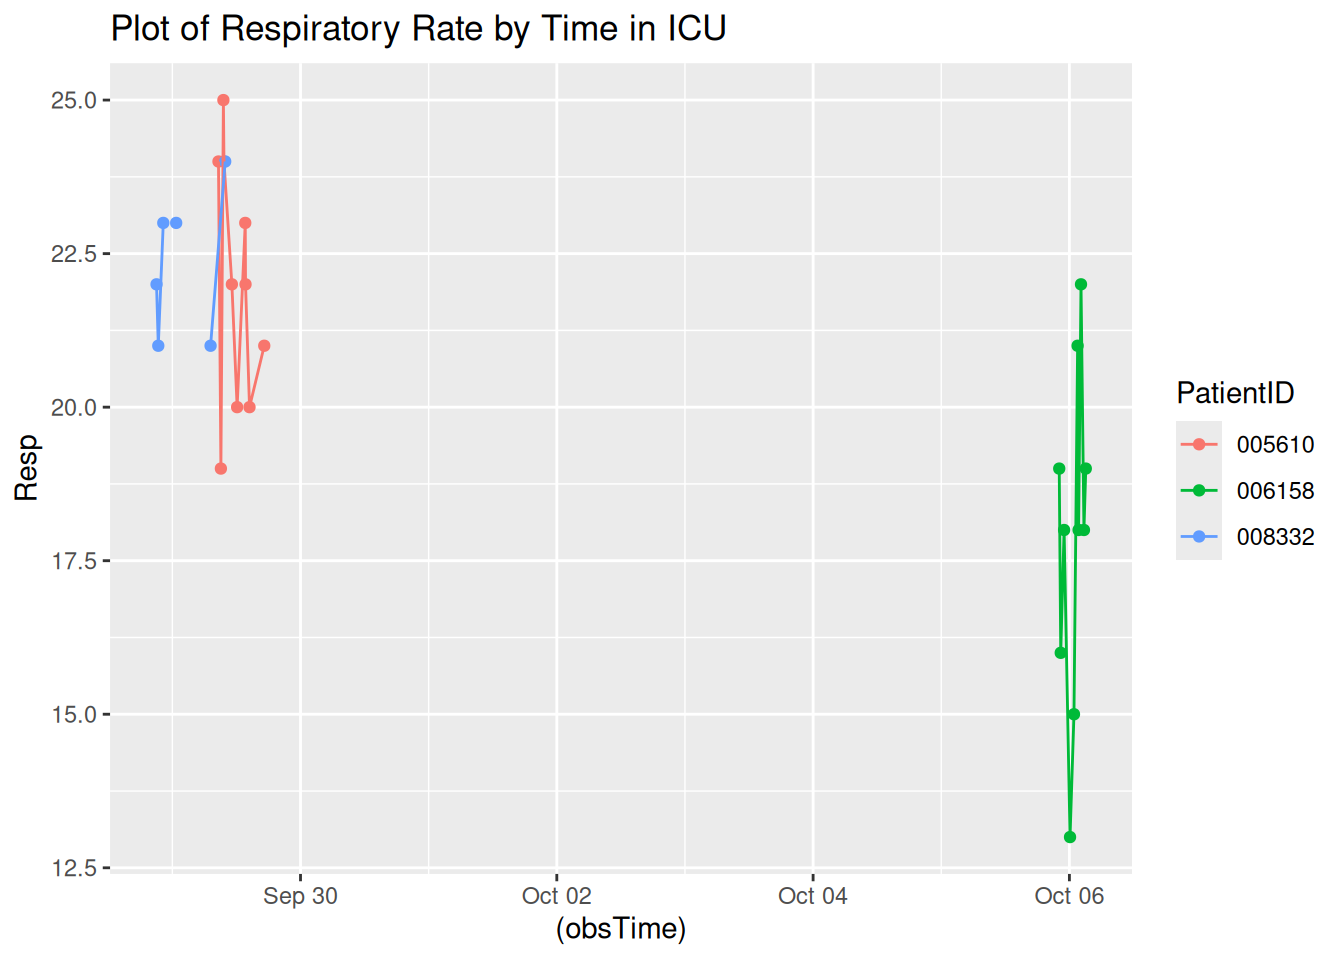 Plot of Respiratory Rate by Time in ICU
25.0
22.5
20.0
17.5
15.0
12.5
Resp
Sep 30
Oct 02
Oct 04
Oct 06
(obsTime)
PatientID
005610
006158
008332